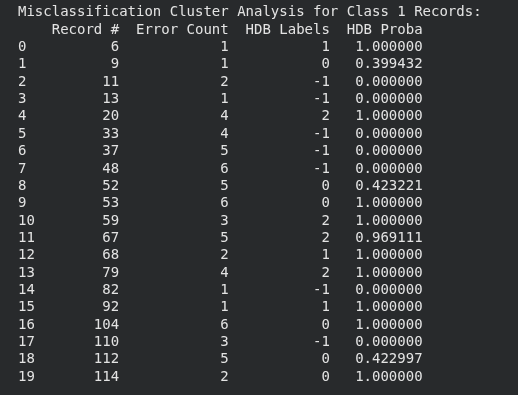 Misclassification Cluster Analysis for Class 1 Records:
    Record #  Error Count  HDB Labels  HDB Proba
0          6            1           1   1.000000
1          9            1           0   0.399432
2         11            2          -1   0.000000
3         13            1          -1   0.000000
4         20            4           2   1.000000
5         33            4          -1   0.000000
6         37            5          -1   0.000000
7         48            6          -1   0.000000
8         52            5           0   0.423221
9         53            6           0   1.000000
10        59            3           2   1.000000
11        67            5           2   0.969111
12        68            2           1   1.000000
13        79            4           2   1.000000
14        82            1          -1   0.000000
15        92            1           1   1.000000
16       104            6           0   1.000000
17       110            3          -1   0.000000
18       112            5           0   0.422997
19       114            2           0   1.000000